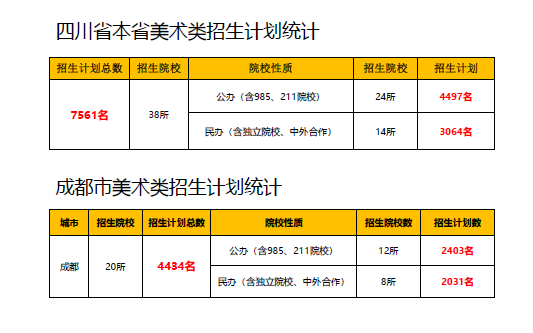 四川省本省美术类招生计划统计
招生计划总数 招生院校 院校性质 招生院校 招生计划
7561名 38所 公办（含985、211院校） 24所 4497名
民办（含独立院校、中外合作） 14所 3064名
成都市美术类招生计划统计
城市 招生院校 招生计划总数 院校性质 招生院校数 招生计划数
成都 20所 4434名 公办（含985、211院校） 12所 2403名
民办（含独立院校、中外合作） 8所 2031名